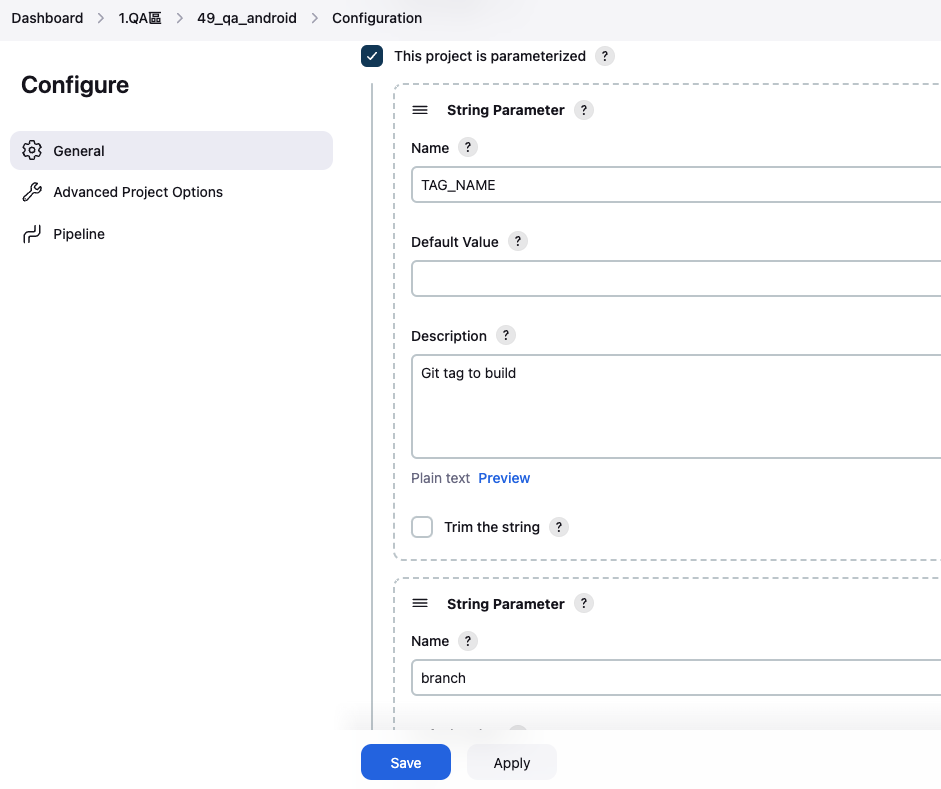 Dashboard > 1.QA區 > 49_qa_android > Configuration
This project is parameterized ?
Configure
General
Advanced Project Options
Pipeline
String Parameter ?
Name ?
TAG_NAME
Default Value ?
Description ?
Git tag to build
Plain text Preview
Trim the string ?
String Parameter ?
Name ?
branch
Save Apply